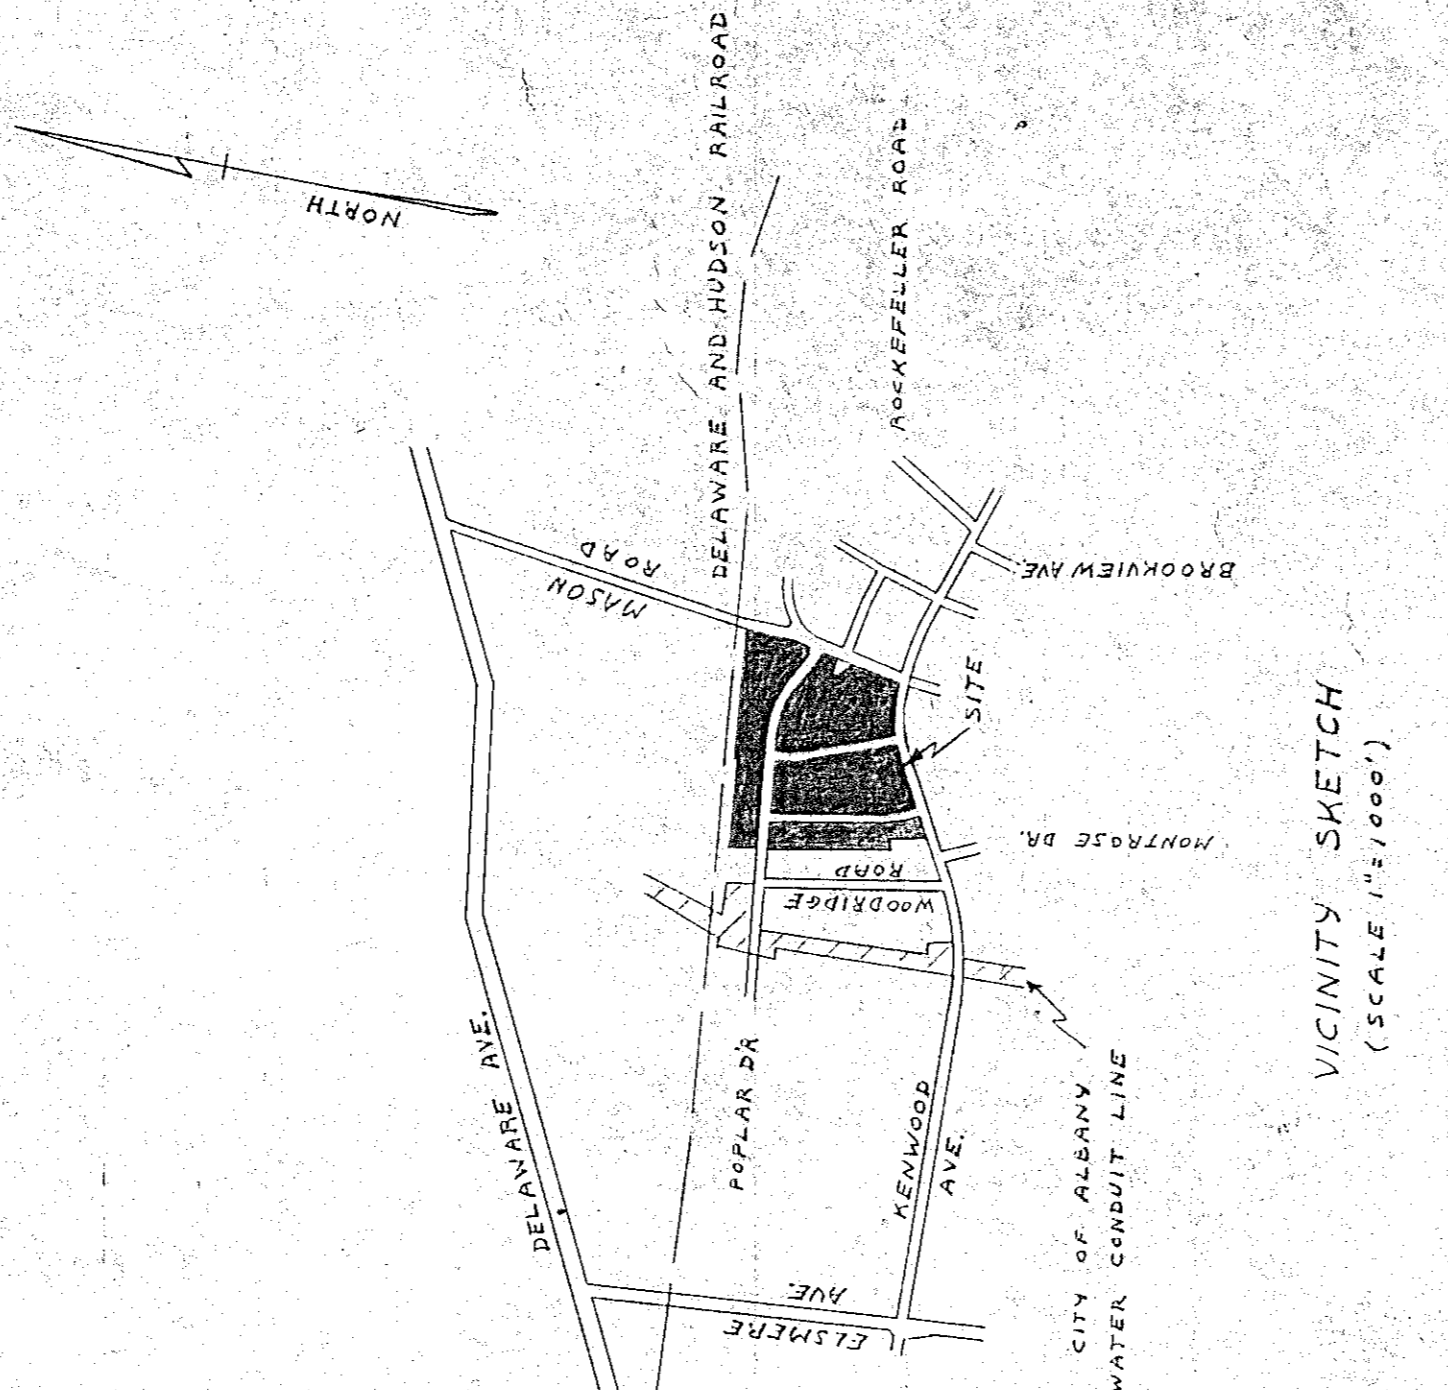 NORTH
DELAWARE AND HUDSON RAILROAD
ROCKEFELLER ROAD
MASON
ROAD
BROOKVIEW AVE.
SITE
MONTROSE DR.
WOODRIDGE
ROAD
DELAWARE AVE.
POPLAR DR
KENWOOD
AVE.
ELSMERE
AVE.
CITY OF ALBANY
WATER CONDUIT LINE
VICINITY SKETCH
(SCALE 1"=1000')